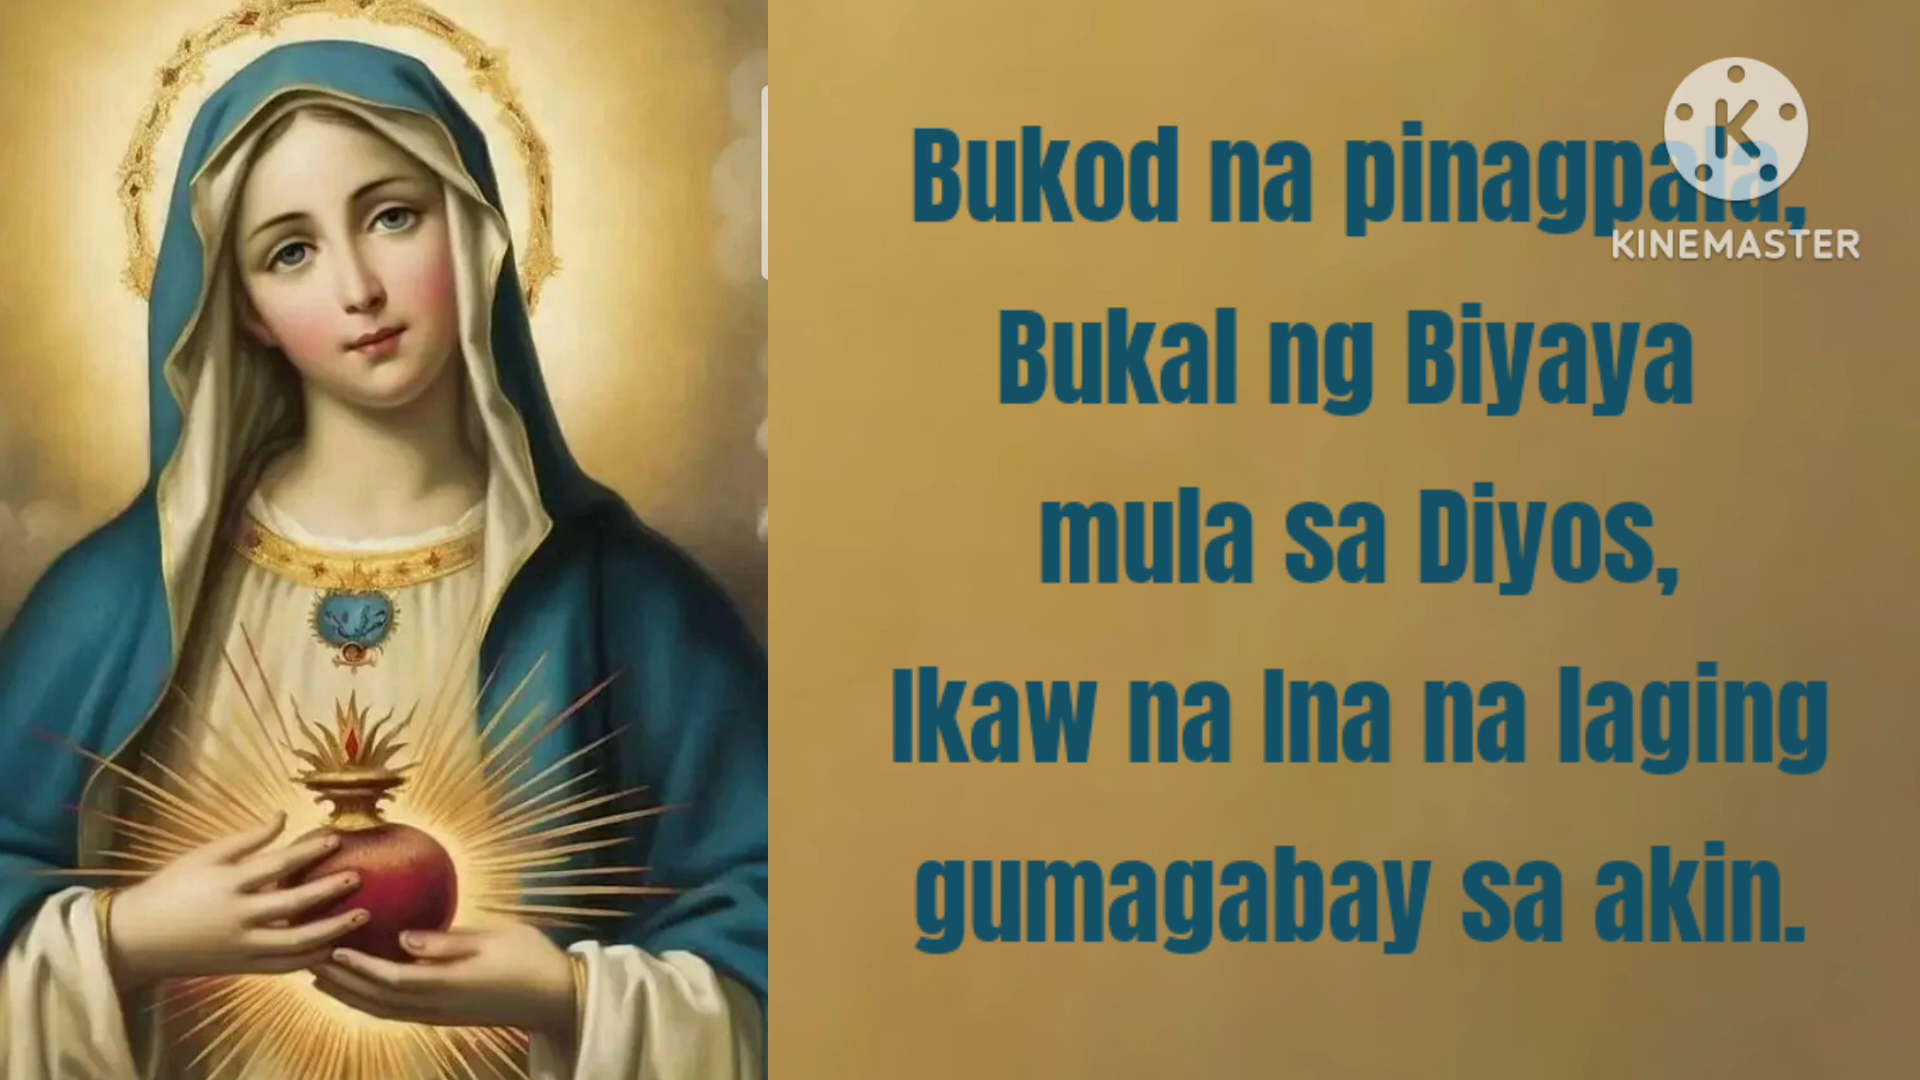 Bukod na pinagpala,
Bukal ng Biyaya
mula sa Diyos,
Ikaw na Ina na laging
gumagabay sa akin.
K
KINEMASTER